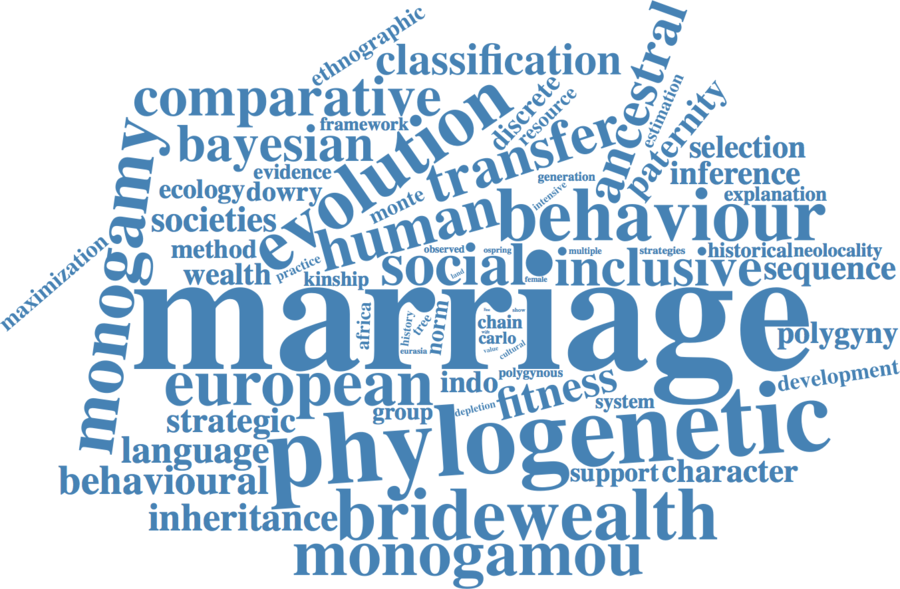 ethnographic
classification
ancestral
comparative
discrete
resource
estimation
paternity
framework
evolution
bayesian
transfer
selection
evidence
inference
monogamy
ecology
dowry
monte
generation
intensive
explanation
societies
human
behaviour
method
practice
observed
ospring
multiple
strategies
historical
neolocality
maximization
wealth
kinship
social
land
female
inclusive
sequence
marriage
africa
history
tree
norm
eurasia
show
chain
with
carlo
value
cultural
polygyny
european
indo
polygynous
fitness
development
strategic
group
depletion
system
language
phylogenetic
behavioural
support
character
inheritance
bridewealth
monogamou